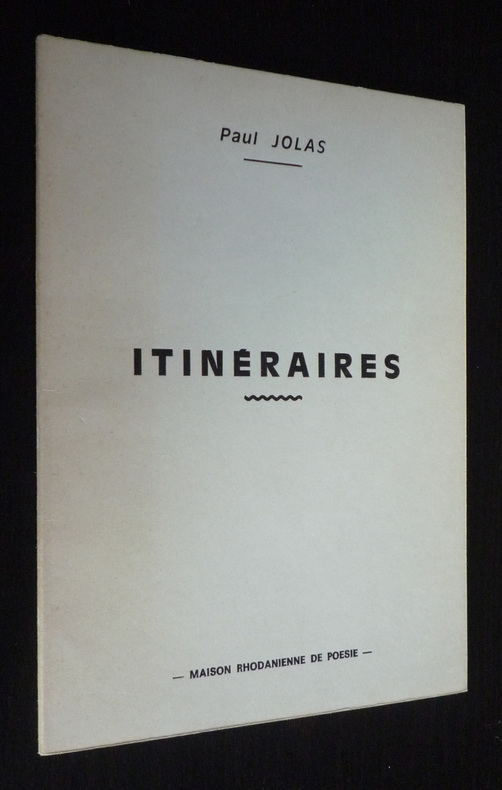 Paul JOLAS
ITINÉRAIRES
— MAISON RHODANIENNE DE POESIE —